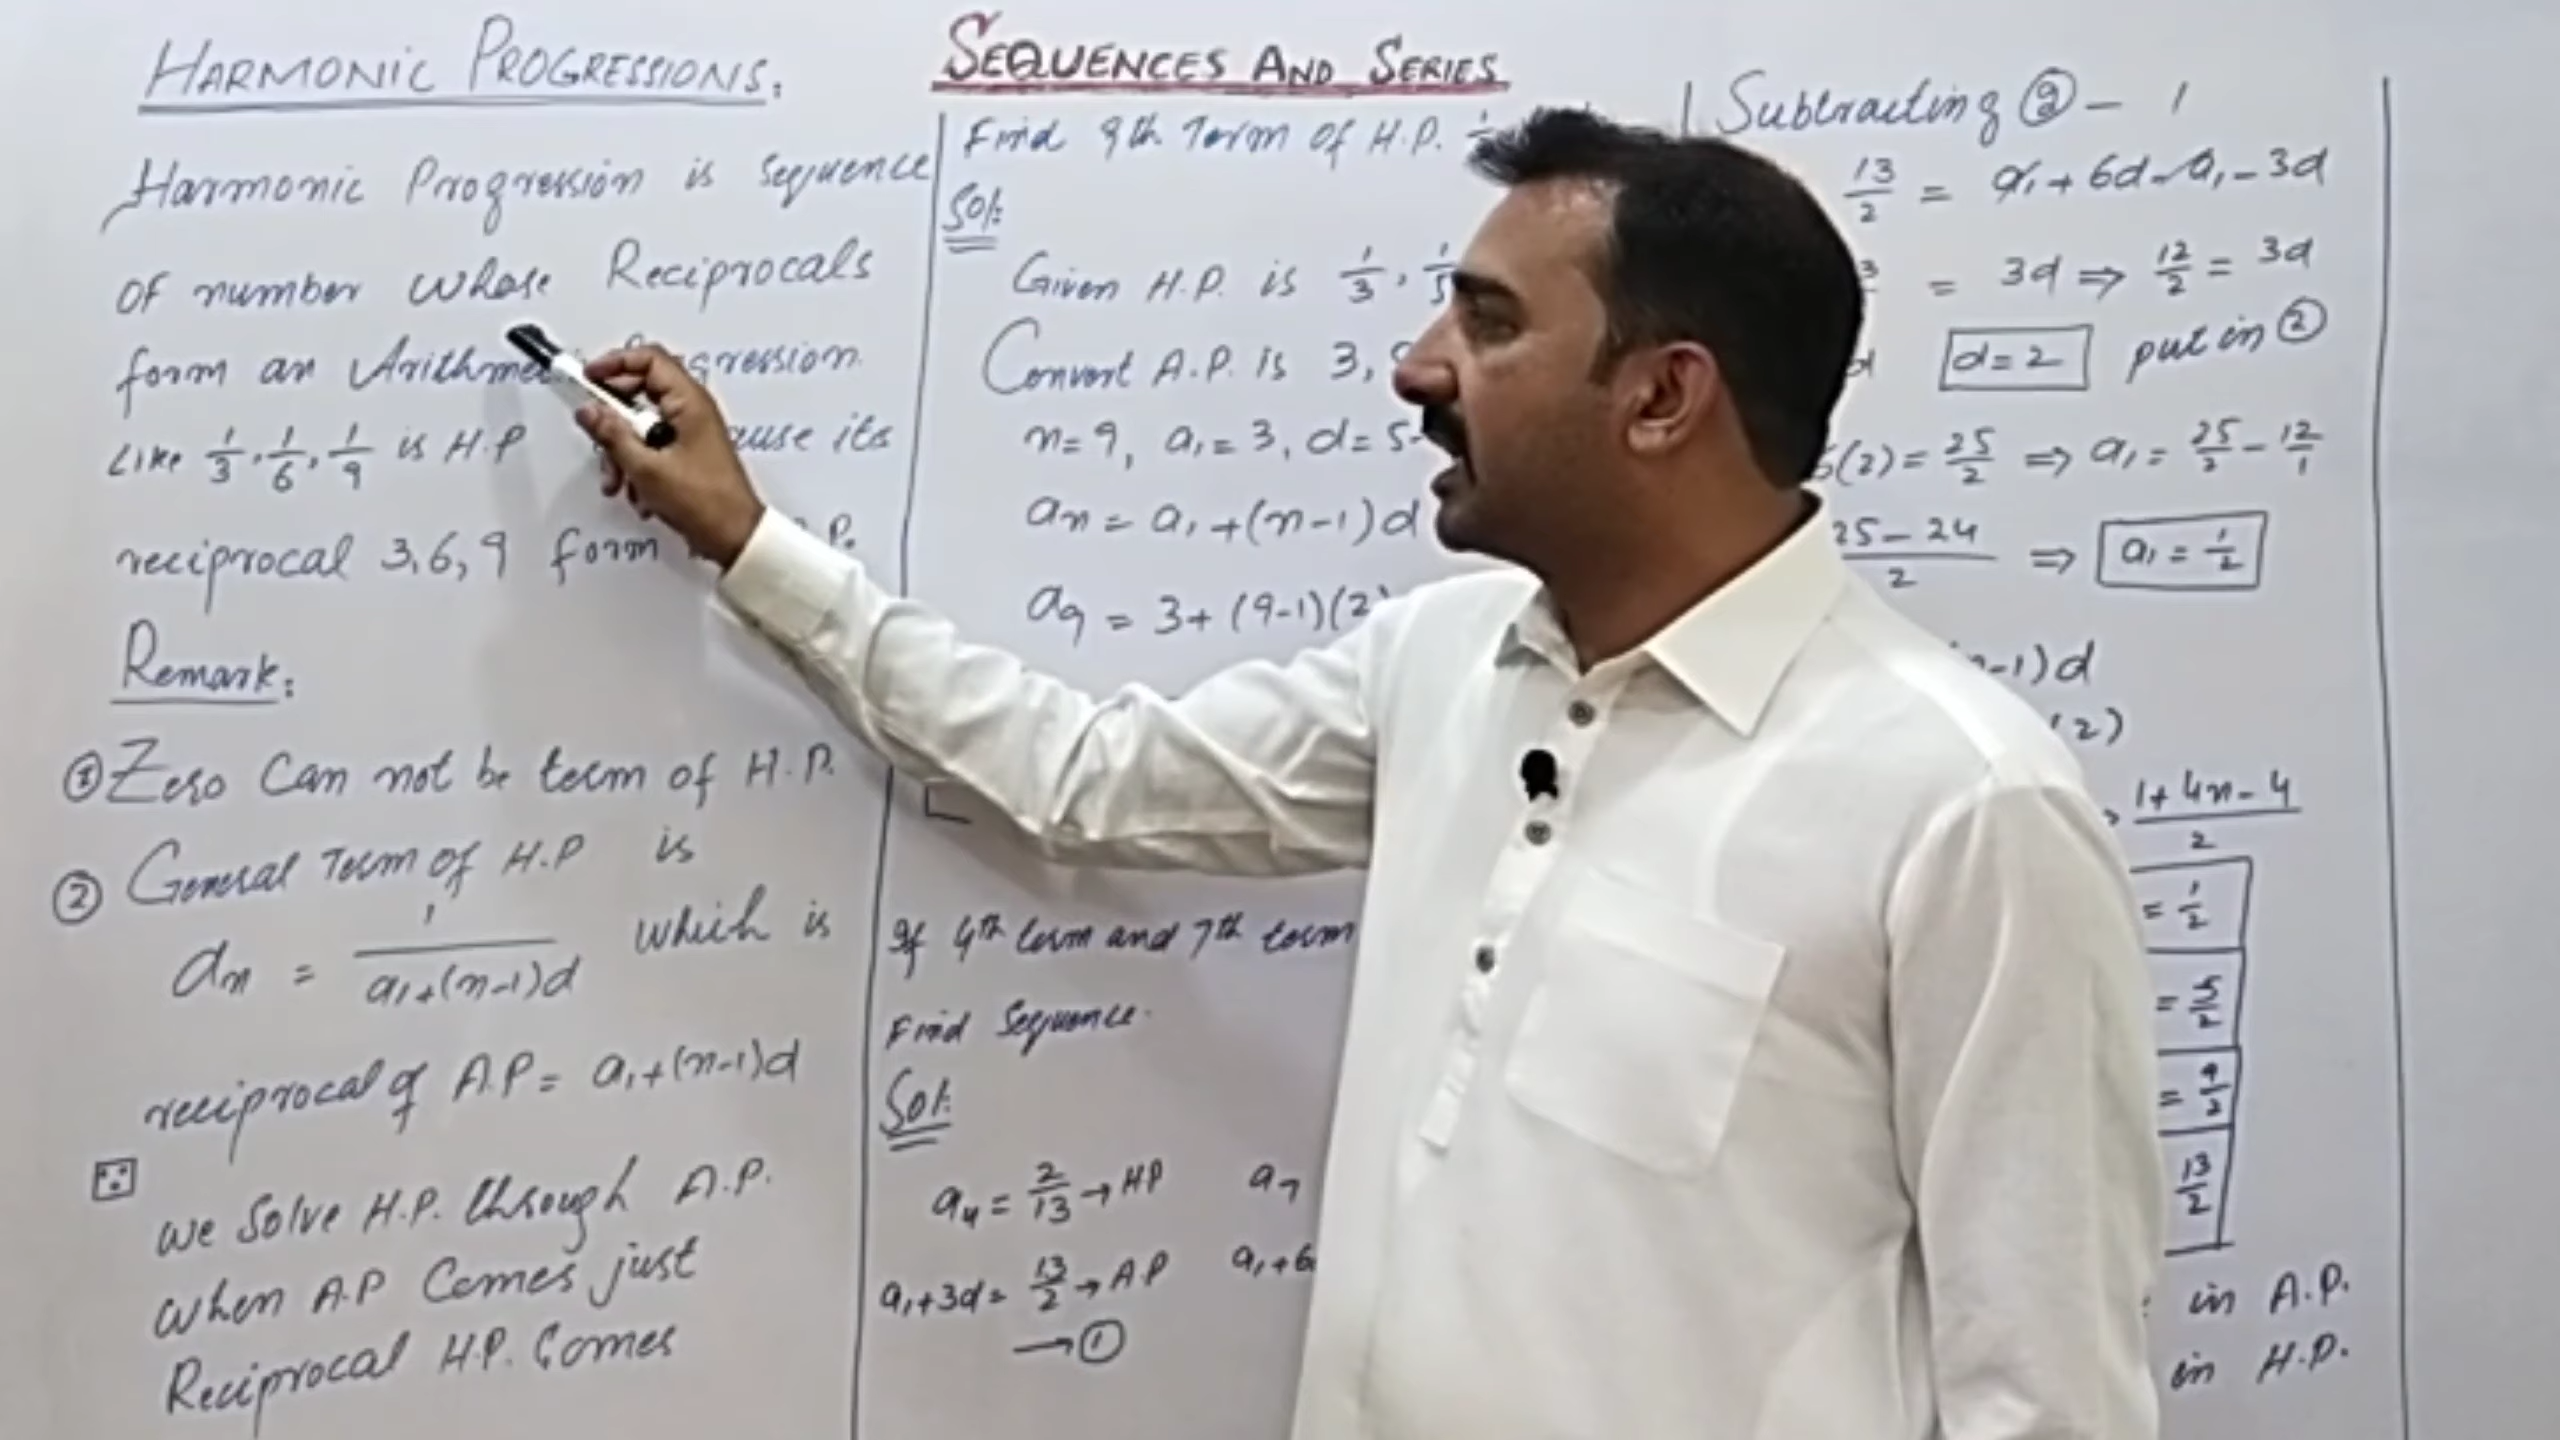 HARMONIC PROGRESSIONS:
Harmonic Progression is sequence
OF number whose Reciprocals
form an Arithme gression.
Like 1/3, 1/6, 1/9 is H.P ause its
reciprocal 3,6,9 form P.
Remark:
① Zero Can not be term of H.P.
② General Term of H.P is
an = 1/(a1+(n-1)d) which is
reciprocal of A.P = a1+(n-1)d
we Solve H.P. through A.P.
when A.P Comes just
Reciprocal H.P. Comes
SEQUENCES AND SERIES
Find 9th Term Of H.P.
Sol:
Given H.P. is 1/3, 1/5
Convert A.P. is 3,
n=9, a1=3, d=5-
an = a1+(n-1)d
a9 = 3+(9-1)(2)
If 4th term and 7th term
Find Sequence.
Sol:
a4 = 2/13 → HP a7
a1+3d = 13/2 → AP a1+6
→ ①
Subtracting ② - 1
13/2 = a1+6d-a1-3d
= 3d ⇒ 12/2 = 3d
d d=2 put in ②
(2) = 25/2 ⇒ a1 = 25/2 - 12/1
25-24/2 ⇒ a1 = 1/2
-1)d
(2)
1+4n-4/2
= 1/2
= 5/2
= 9/2
13/2
in A.P.
in H.P.